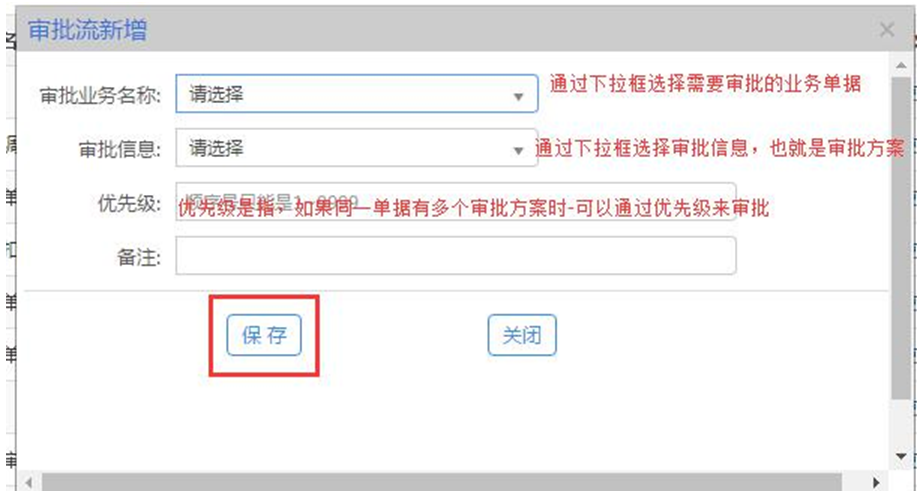 审批流新增
审批业务名称: 请选择 通过下拉框选择需要审批的业务单据
审批信息: 请选择 通过下拉框选择审批信息，也就是审批方案
优先级: 优先级是指，如果同一单据有多个审批方案时-可以通过优先级来审批
备注:
保存 关闭